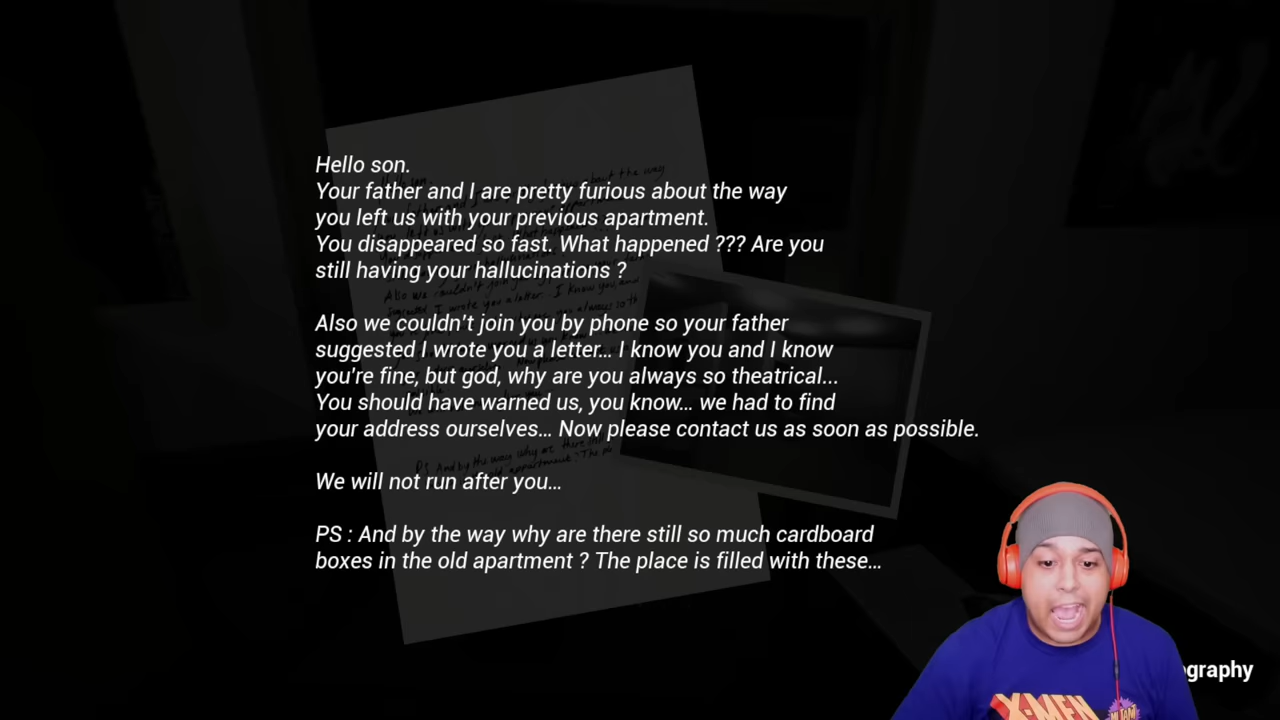 Hello son.
Your father and I are pretty furious about the way
you left us with your previous apartment.
You disappeared so fast. What happened ??? Are you
still having your hallucinations ?
Also we couldn't join you by phone so your father
suggested I wrote you a letter... I know you and I know
you're fine, but god, why are you always so theatrical...
You should have warned us, you know... we had to find
your address ourselves... Now please contact us as soon as possible.
We will not run after you...
PS : And by the way why are there still so much cardboard
boxes in the old apartment ? The place is filled with these...
ography
X-MEN